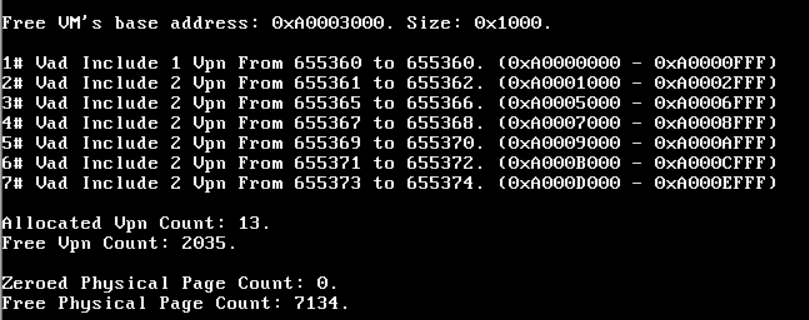 Free VM's base address: 0xA0003000. Size: 0x1000.
1# Vad Include 1 Vpn From 655360 to 655360. (0xA0000000 - 0xA0000FFF)
2# Vad Include 2 Vpn From 655361 to 655362. (0xA0001000 - 0xA0002FFF)
3# Vad Include 2 Vpn From 655365 to 655366. (0xA0005000 - 0xA0006FFF)
4# Vad Include 2 Vpn From 655367 to 655368. (0xA0007000 - 0xA0008FFF)
5# Vad Include 2 Vpn From 655369 to 655370. (0xA0009000 - 0xA000AFFF)
6# Vad Include 2 Vpn From 655371 to 655372. (0xA000B000 - 0xA000CFFF)
7# Vad Include 2 Vpn From 655373 to 655374. (0xA000D000 - 0xA000EFFF)
Allocated Vpn Count: 13.
Free Vpn Count: 2035.
Zeroed Physical Page Count: 0.
Free Physical Page Count: 7134.